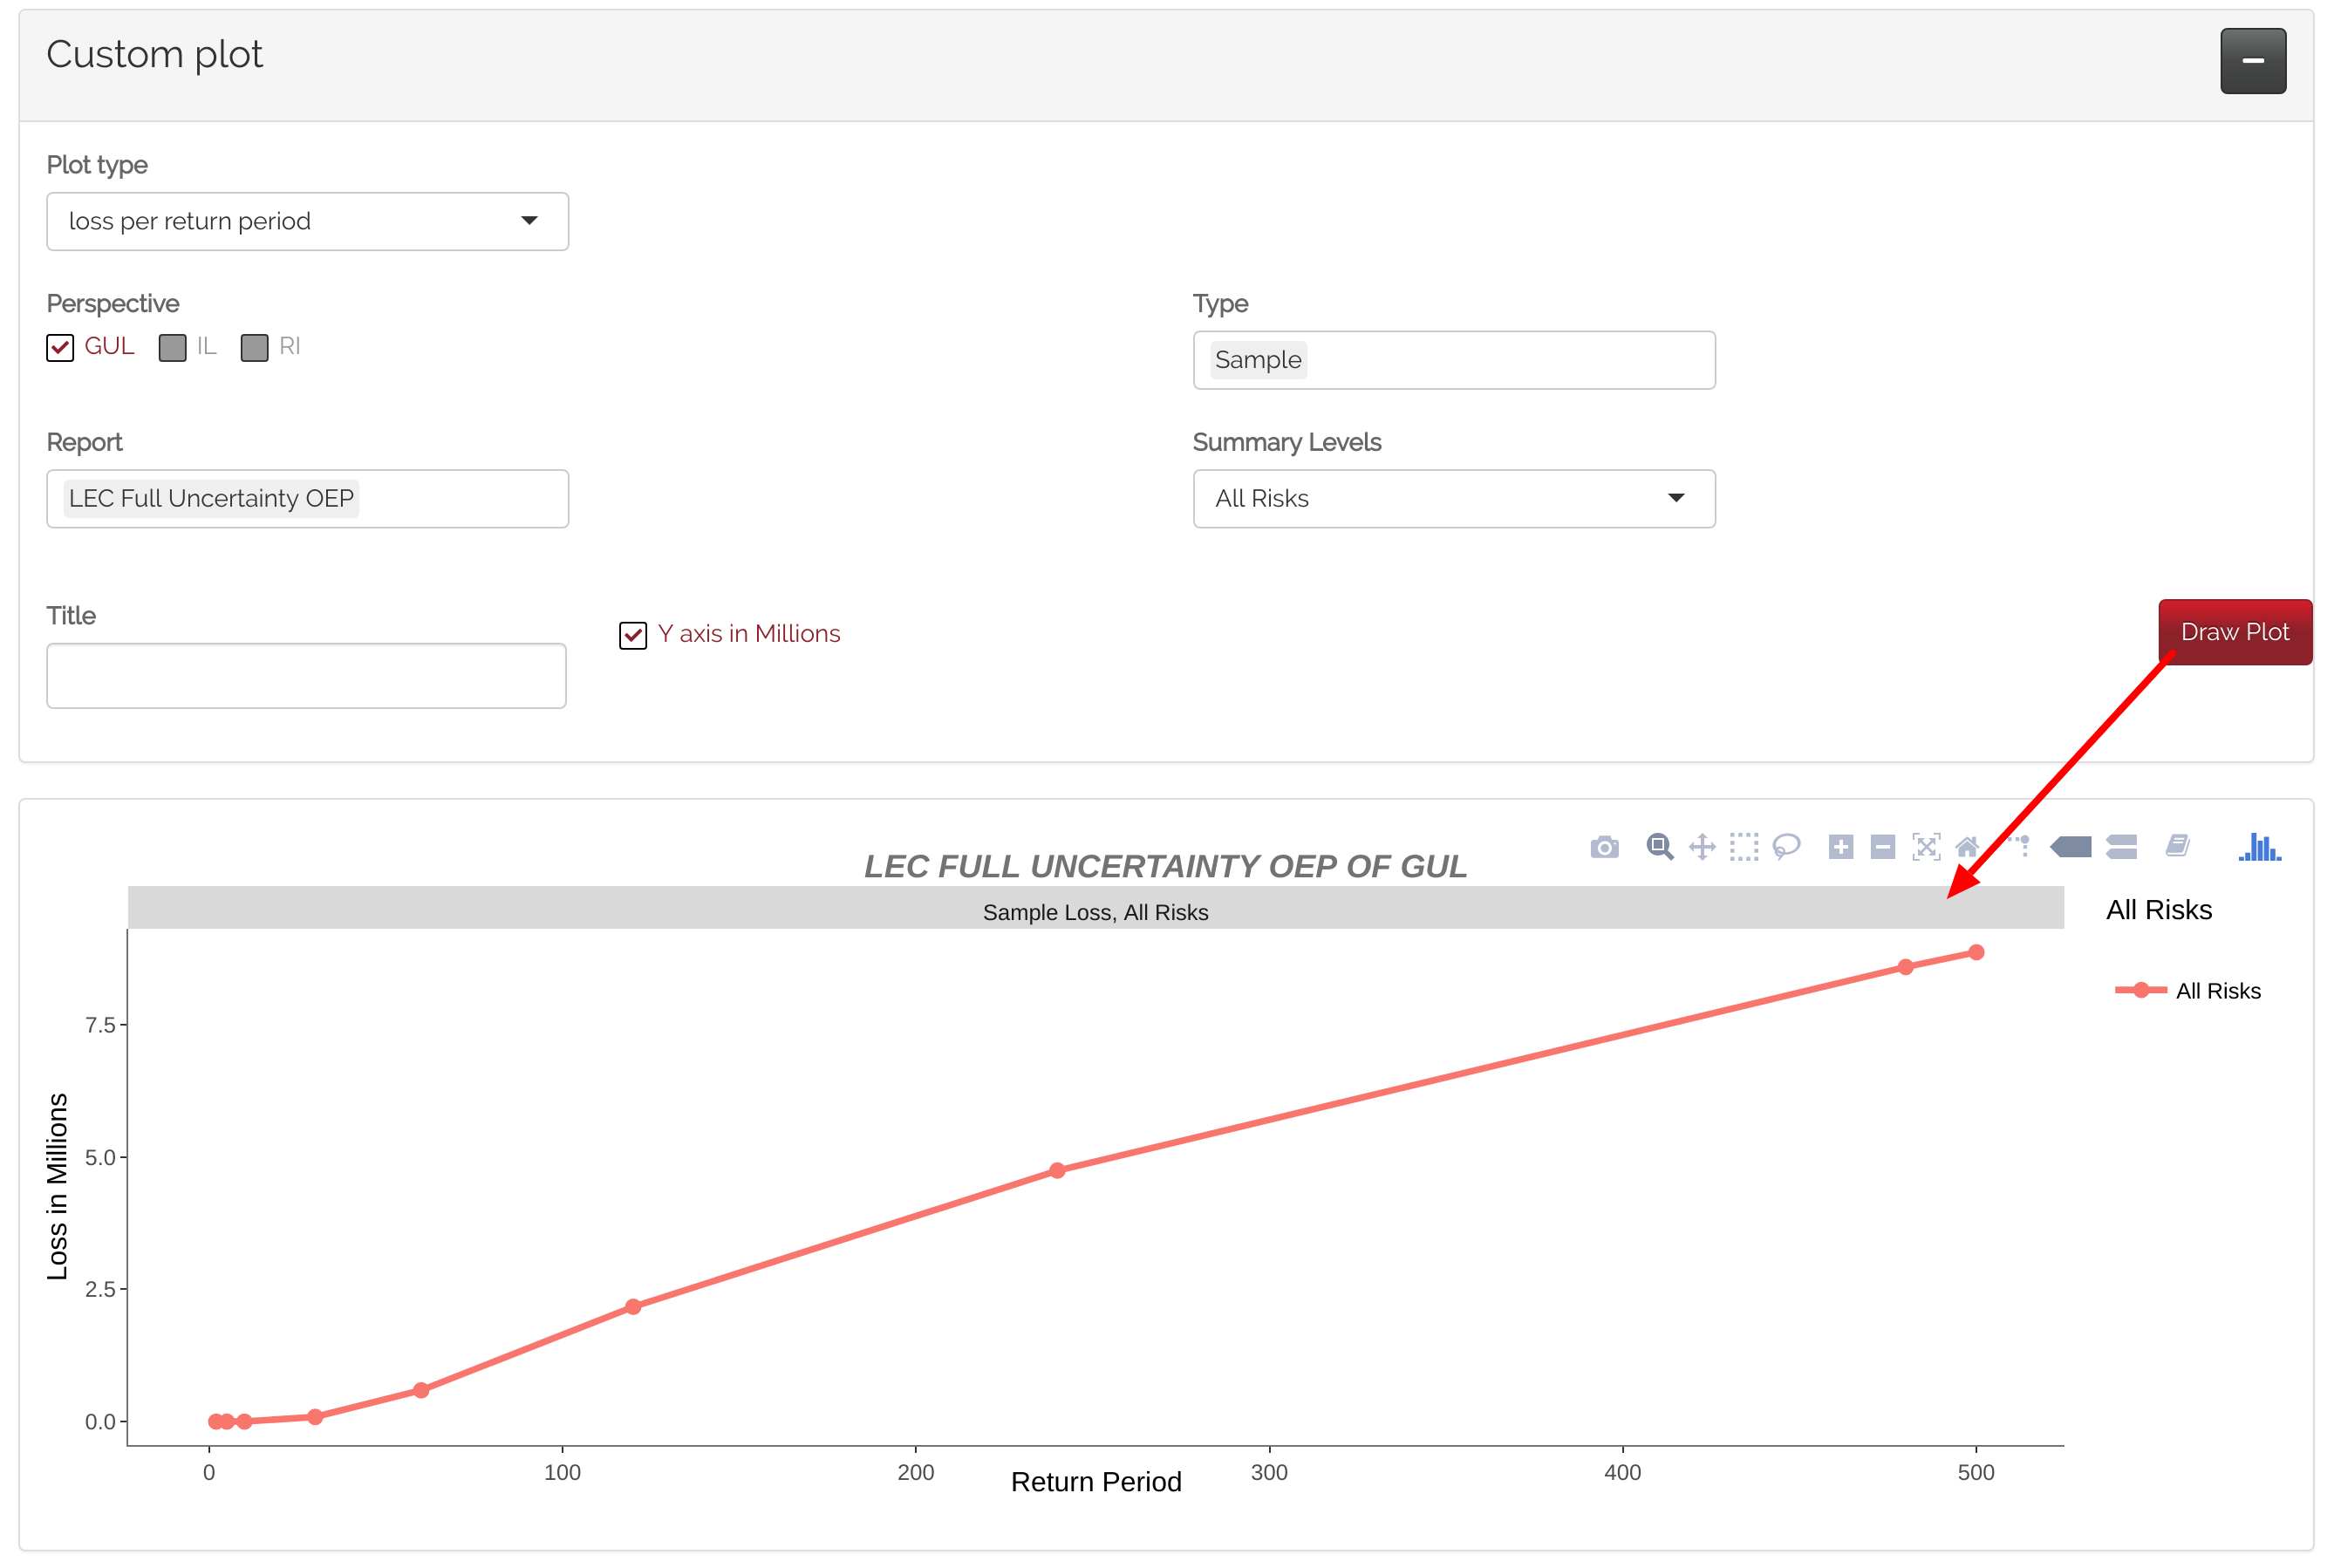 Custom plot
Plot type
loss per return period
Perspective
Type
GUL IL RI
Sample
Report
Summary Levels
LEC Full Uncertainty OEP
All Risks
Title
Y axis in Millions
Draw Plot
LEC FULL UNCERTAINTY OEP OF GUL
Sample Loss, All Risks
All Risks
All Risks
7.5
5.0
2.5
0.0
Loss in Millions
0 100 200 300 400 500
Return Period